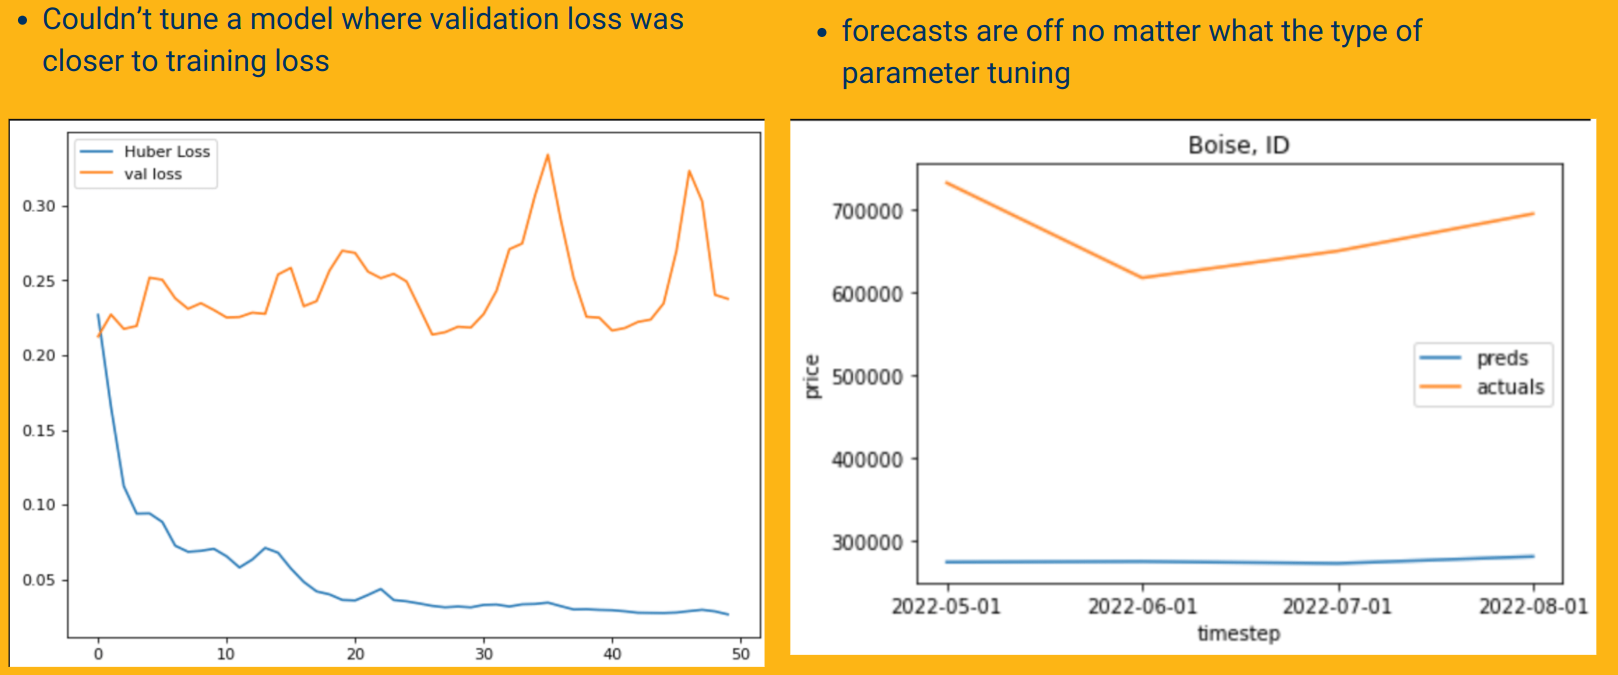 • Couldn’t tune a model where validation loss was
closer to training loss
• forecasts are off no matter what the type of
parameter tuning
Huber Loss
val loss
0.30
0.25
0.20
0.15
0.10
0.05
0 10 20 30 40 50
Boise, ID
700000
600000
500000
400000
300000
price
preds
actuals
2022-05-01 2022-06-01 2022-07-01 2022-08-01
timestep